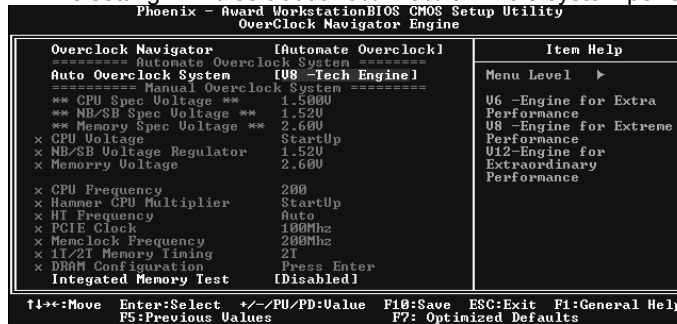 Phoenix - Award WorkstationBIOS CMOS Setup Utility
OverClock Navigator Engine
Overclock Navigator [Automate Overclock]
========= Automate Overclock System ========
Auto Overclock System [V8 -Tech Engine]
========== Manual Overclock System =========
** CPU Spec Voltage ** 1.500V
** NB/SB Spec Voltage ** 1.52V
** Memory Spec Voltage ** 2.60V
x CPU Voltage StartUp
x NB/SB Voltage Regulator 1.52V
x Memorry Voltage 2.60V
x CPU Frequency 200
x Hammer CPU Multiplier StartUp
x HT Frequency Auto
x PCIE Clock 100Mhz
x Memclock Frequency 200Mhz
x 1T/2T Memory Timing 2T
x DRAM Configuration Press Enter
Integated Memory Test [Disabled]
Item Help
Menu Level ▶
V6 -Engine for Extra
Performance
V8 -Engine for Extreme
Performance
V12-Engine for
Extraordinary
Performance
↑↓→←:Move Enter:Select +/-/PU/PD:Value F10:Save ESC:Exit F1:General Help
F5:Previous Values F7: Optimized Defaults